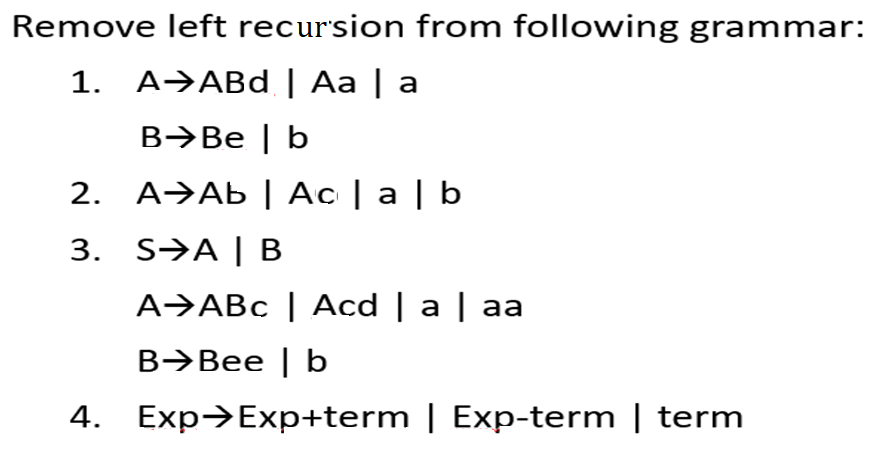 Remove left recursion from following grammar:
1. A→ABd | Aa | a
B→Be | b
2. A→Ab | Ac | a | b
3. S→A | B
A→ABc | Acd | a | aa
B→Bee | b
4. Exp→Exp+term | Exp-term | term